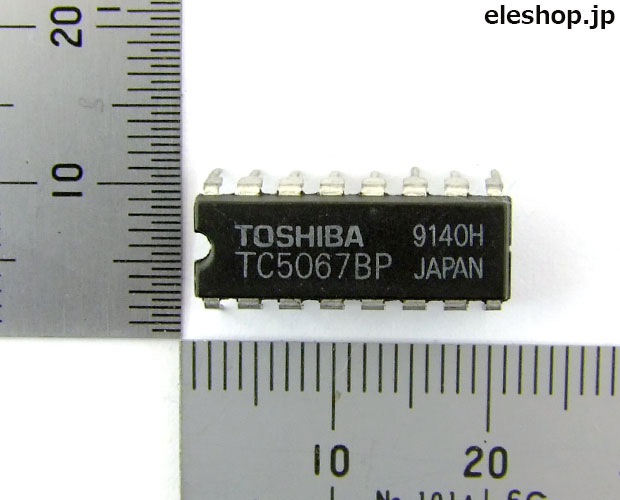 eleshop.jp
20
10
TOSHIBA 9140H
TC5067BP JAPAN
10 20